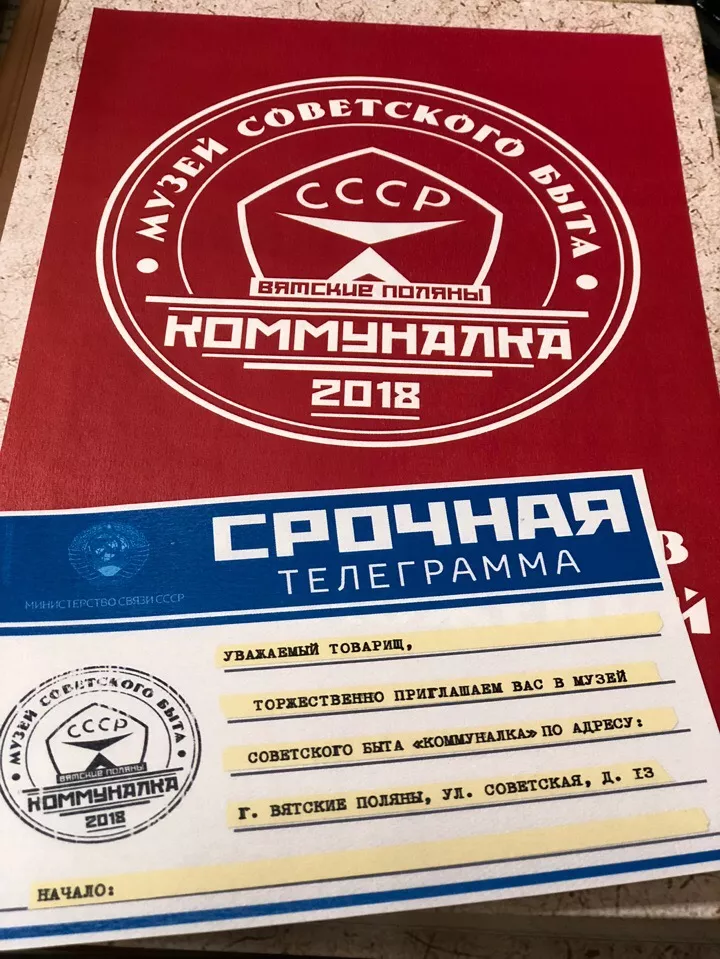 МУЗЕЙ СОВЕТСКОГО БЫТА
СССР
ВЯТСКИЕ ПОЛЯНЫ
КОММУНАЛКА
2018
В
Й
СРОЧНАЯ
ТЕЛЕГРАММА
МИНИСТЕРСТВО СВЯЗИ СССР
УВАЖАЕМЫЙ ТОВАРИЩ,
ТОРЖЕСТВЕННО ПРИГЛАШАЕМ ВАС В МУЗЕЙ
СОВЕТСКОГО БЫТА «КОММУНАЛКА» ПО АДРЕСУ:
Г. ВЯТСКИЕ ПОЛЯНЫ, УЛ. СОВЕТСКАЯ, Д. 13
МУЗЕЙ СОВЕТСКОГО БЫТА
СССР
ВЯТСКИЕ ПОЛЯНЫ
КОММУНАЛКА
2018
НАЧАЛО: